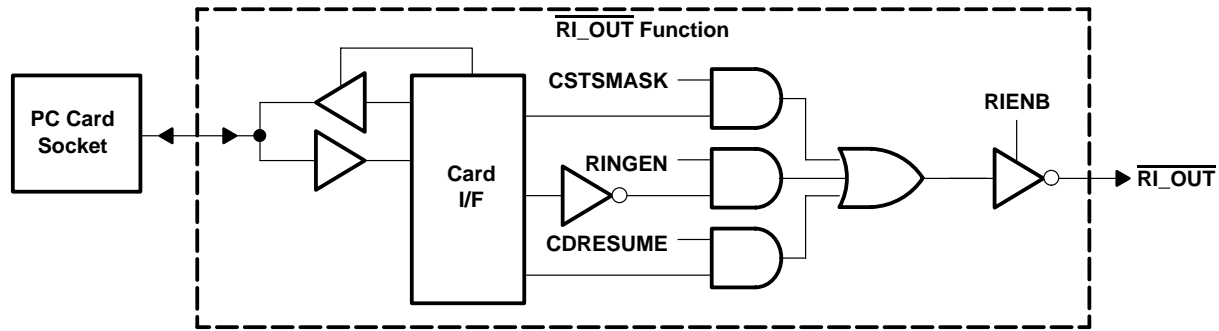 RI_OUT Function
PC Card
Socket
Card
I/F
CSTSMASK
RINGEN
CDRESUME
RIENB
RI_OUT